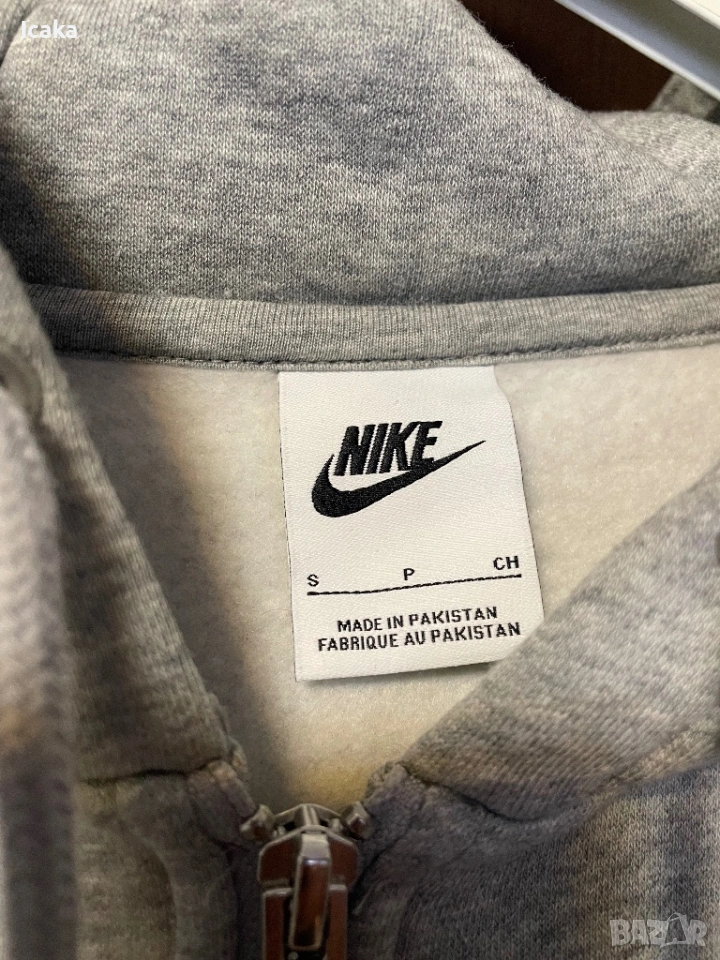 Icaka
NIKE
S P CH
MADE IN PAKISTAN
FABRIQUE AU PAKISTAN
BAZAR